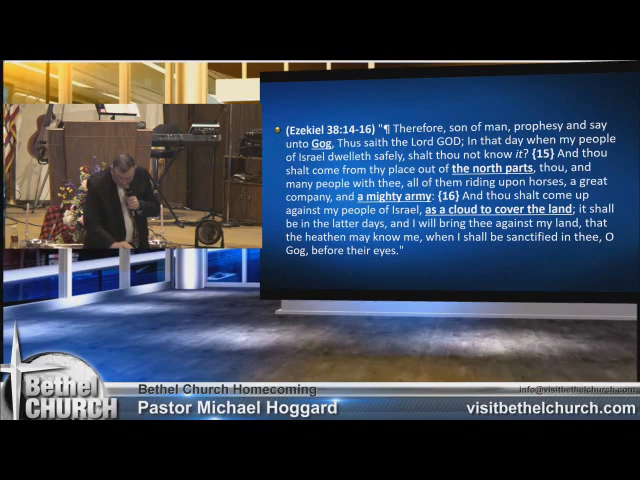 (Ezekiel 38:14-16) "¶ Therefore, son of man, prophesy and say
unto Gog, Thus saith the Lord GOD; In that day when my people
of Israel dwelleth safely, shalt thou not know it? {15} And thou
shalt come from thy place out of the north parts, thou, and
many people with thee, all of them riding upon horses, a great
company, and a mighty army: {16} And thou shalt come up
against my people of Israel, as a cloud to cover the land; it shall
be in the latter days, and I will bring thee against my land, that
the heathen may know me, when I shall be sanctified in thee, O
Gog, before their eyes."
Bethel
CHURCH
Bethel Church Homecoming
info@visitbethelchurch.com
Pastor Michael Hoggard
visitbethelchurch.com